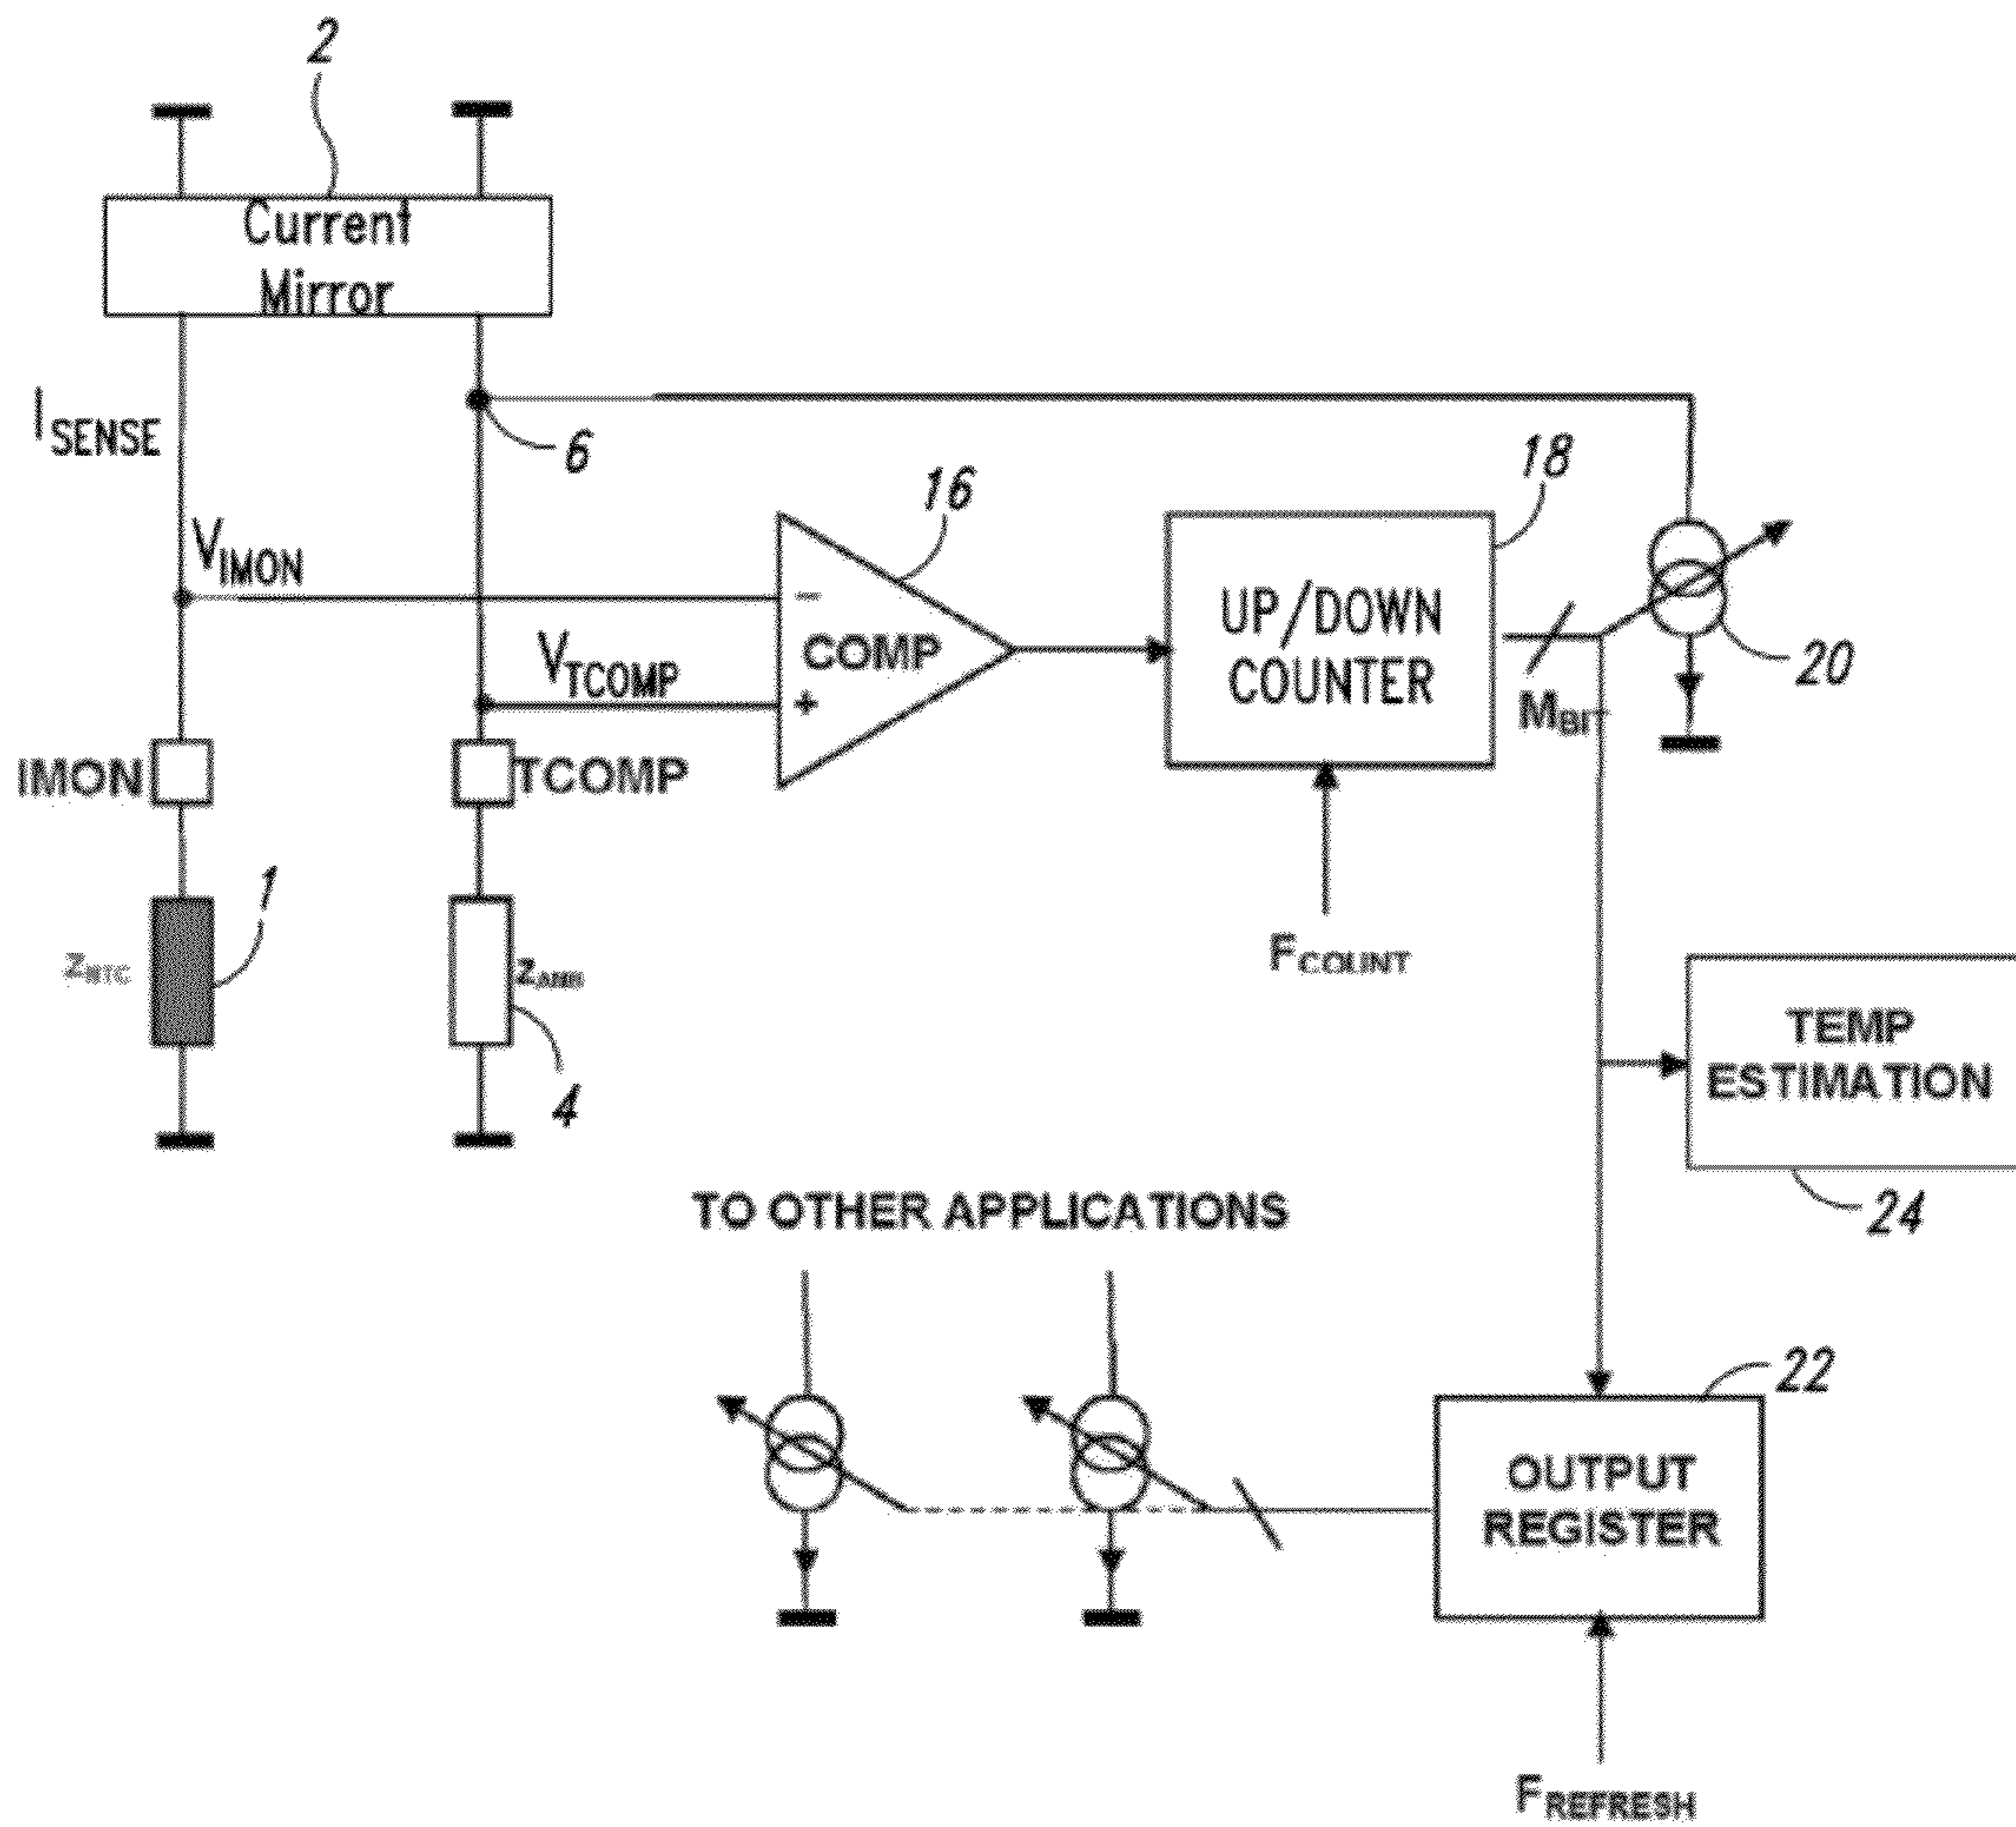 2
Current
Mirror
ISENSE
6
16
18
VIMON
COMP
-
+
UP/DOWN
COUNTER
20
VTCOMP
MBIT
IMON
TCOMP
1
FCOUNT
ZNTC
4
TEMP
ESTIMATION
24
TO OTHER APPLICATIONS
22
OUTPUT
REGISTER
FREFRESH